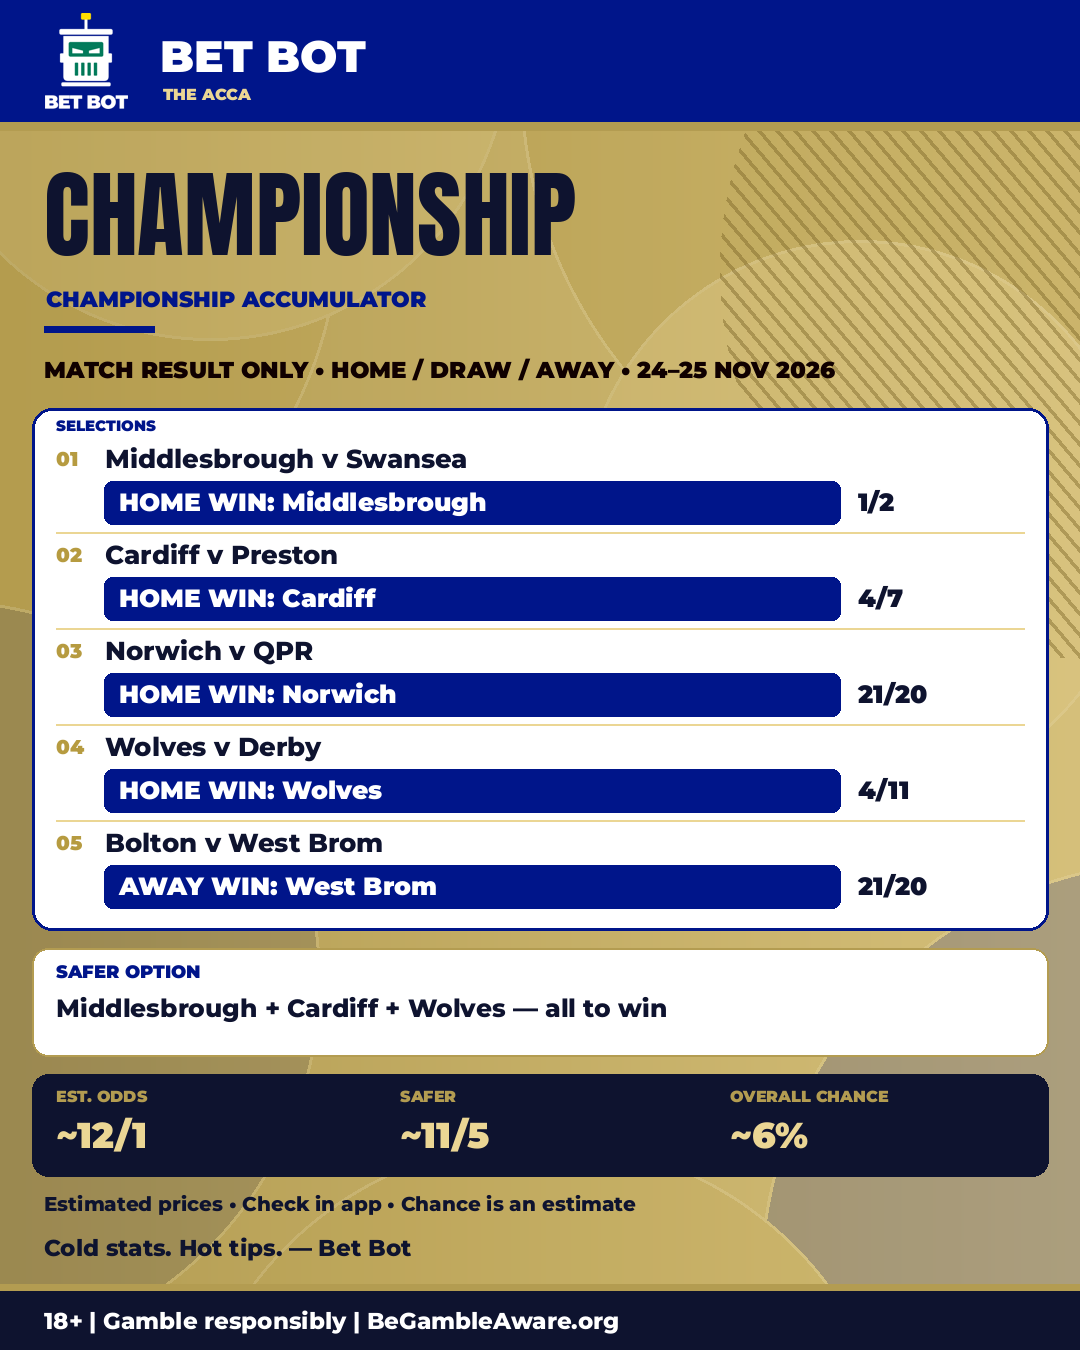 BET BOT
BET BOT
THE ACCA
CHAMPIONSHIP
CHAMPIONSHIP ACCUMULATOR
MATCH RESULT ONLY • HOME / DRAW / AWAY • 24–25 NOV 2026
SELECTIONS
01 Middlesbrough v Swansea
HOME WIN: Middlesbrough 1/2
02 Cardiff v Preston
HOME WIN: Cardiff 4/7
03 Norwich v QPR
HOME WIN: Norwich 21/20
04 Wolves v Derby
HOME WIN: Wolves 4/11
05 Bolton v West Brom
AWAY WIN: West Brom 21/20
SAFER OPTION
Middlesbrough + Cardiff + Wolves — all to win
EST. ODDS SAFER OVERALL CHANCE
~12/1 ~11/5 ~6%
Estimated prices • Check in app • Chance is an estimate
Cold stats. Hot tips. — Bet Bot
18+ | Gamble responsibly | BeGambleAware.org